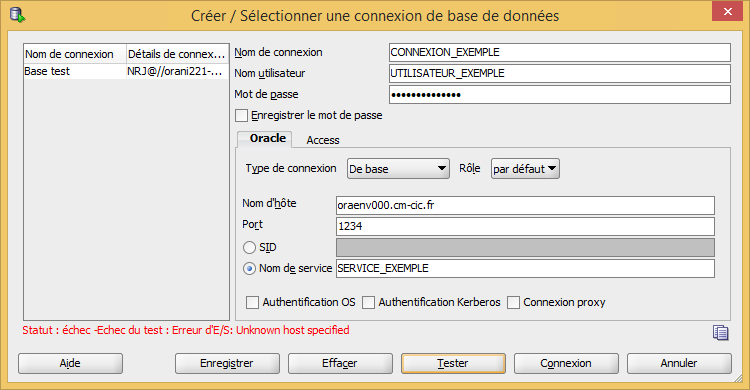 Créer / Sélectionner une connexion de base de données
Nom de connexion Détails de connex...
Base test NRJ@//orani221-...
Nom de connexion CONNEXION_EXEMPLE
Nom utilisateur UTILISATEUR_EXEMPLE
Mot de passe ••••••••••••••
Enregistrer le mot de passe
Oracle Access
Type de connexion De base Rôle par défaut
Nom d'hôte oraenv000.cm-cic.fr
Port 1234
SID
Nom de service SERVICE_EXEMPLE
Authentification OS Authentification Kerberos Connexion proxy
Statut : échec -Echec du test : Erreur d'E/S: Unknown host specified
Aide Enregistrer Effacer Tester Connexion Annuler